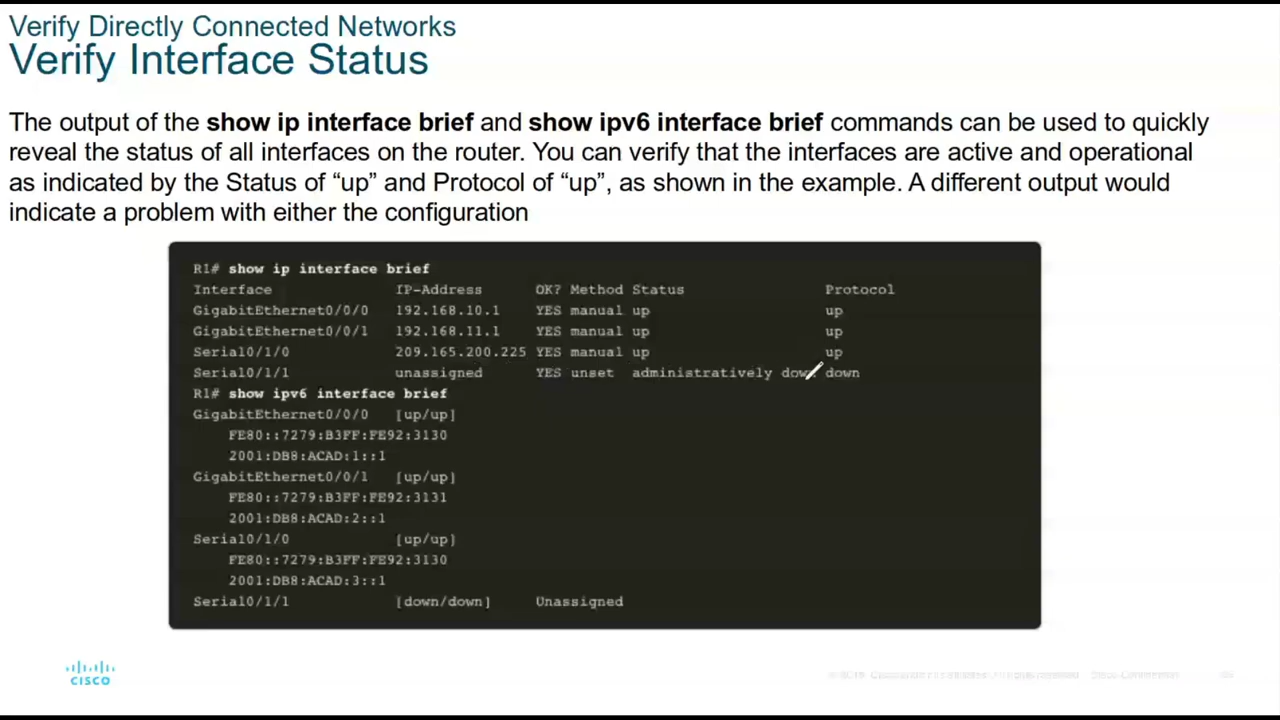 Verify Directly Connected Networks
Verify Interface Status
The output of the show ip interface brief and show ipv6 interface brief commands can be used to quickly
reveal the status of all interfaces on the router. You can verify that the interfaces are active and operational
as indicated by the Status of “up” and Protocol of “up”, as shown in the example. A different output would
indicate a problem with either the configuration
R1# show ip interface brief
Interface IP-Address OK? Method Status Protocol
GigabitEthernet0/0/0 192.168.10.1 YES manual up up
GigabitEthernet0/0/1 192.168.11.1 YES manual up up
Serial0/1/0 209.165.200.225 YES manual up up
Serial0/1/1 unassigned YES unset administratively down down
R1# show ipv6 interface brief
GigabitEthernet0/0/0 [up/up]
FE80::7279:B3FF:FE92:3130
2001:DB8:ACAD:1::1
GigabitEthernet0/0/1 [up/up]
FE80::7279:B3FF:FE92:3131
2001:DB8:ACAD:2::1
Serial0/1/0 [up/up]
FE80::7279:B3FF:FE92:3130
2001:DB8:ACAD:3::1
Serial0/1/1 [down/down] Unassigned
CISCO